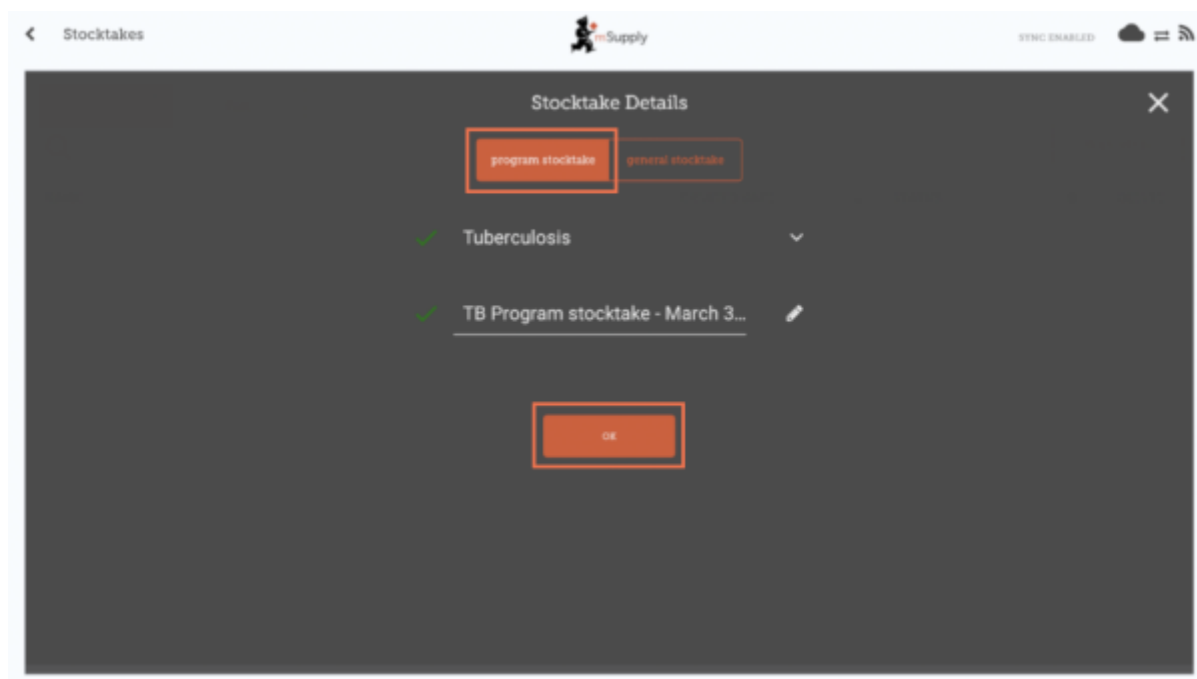 Stocktakes
mSupply
SYNC ENABLED
Stocktake Details
program stocktake
general stocktake
Tuberculosis
TB Program stocktake - March 3...
OK